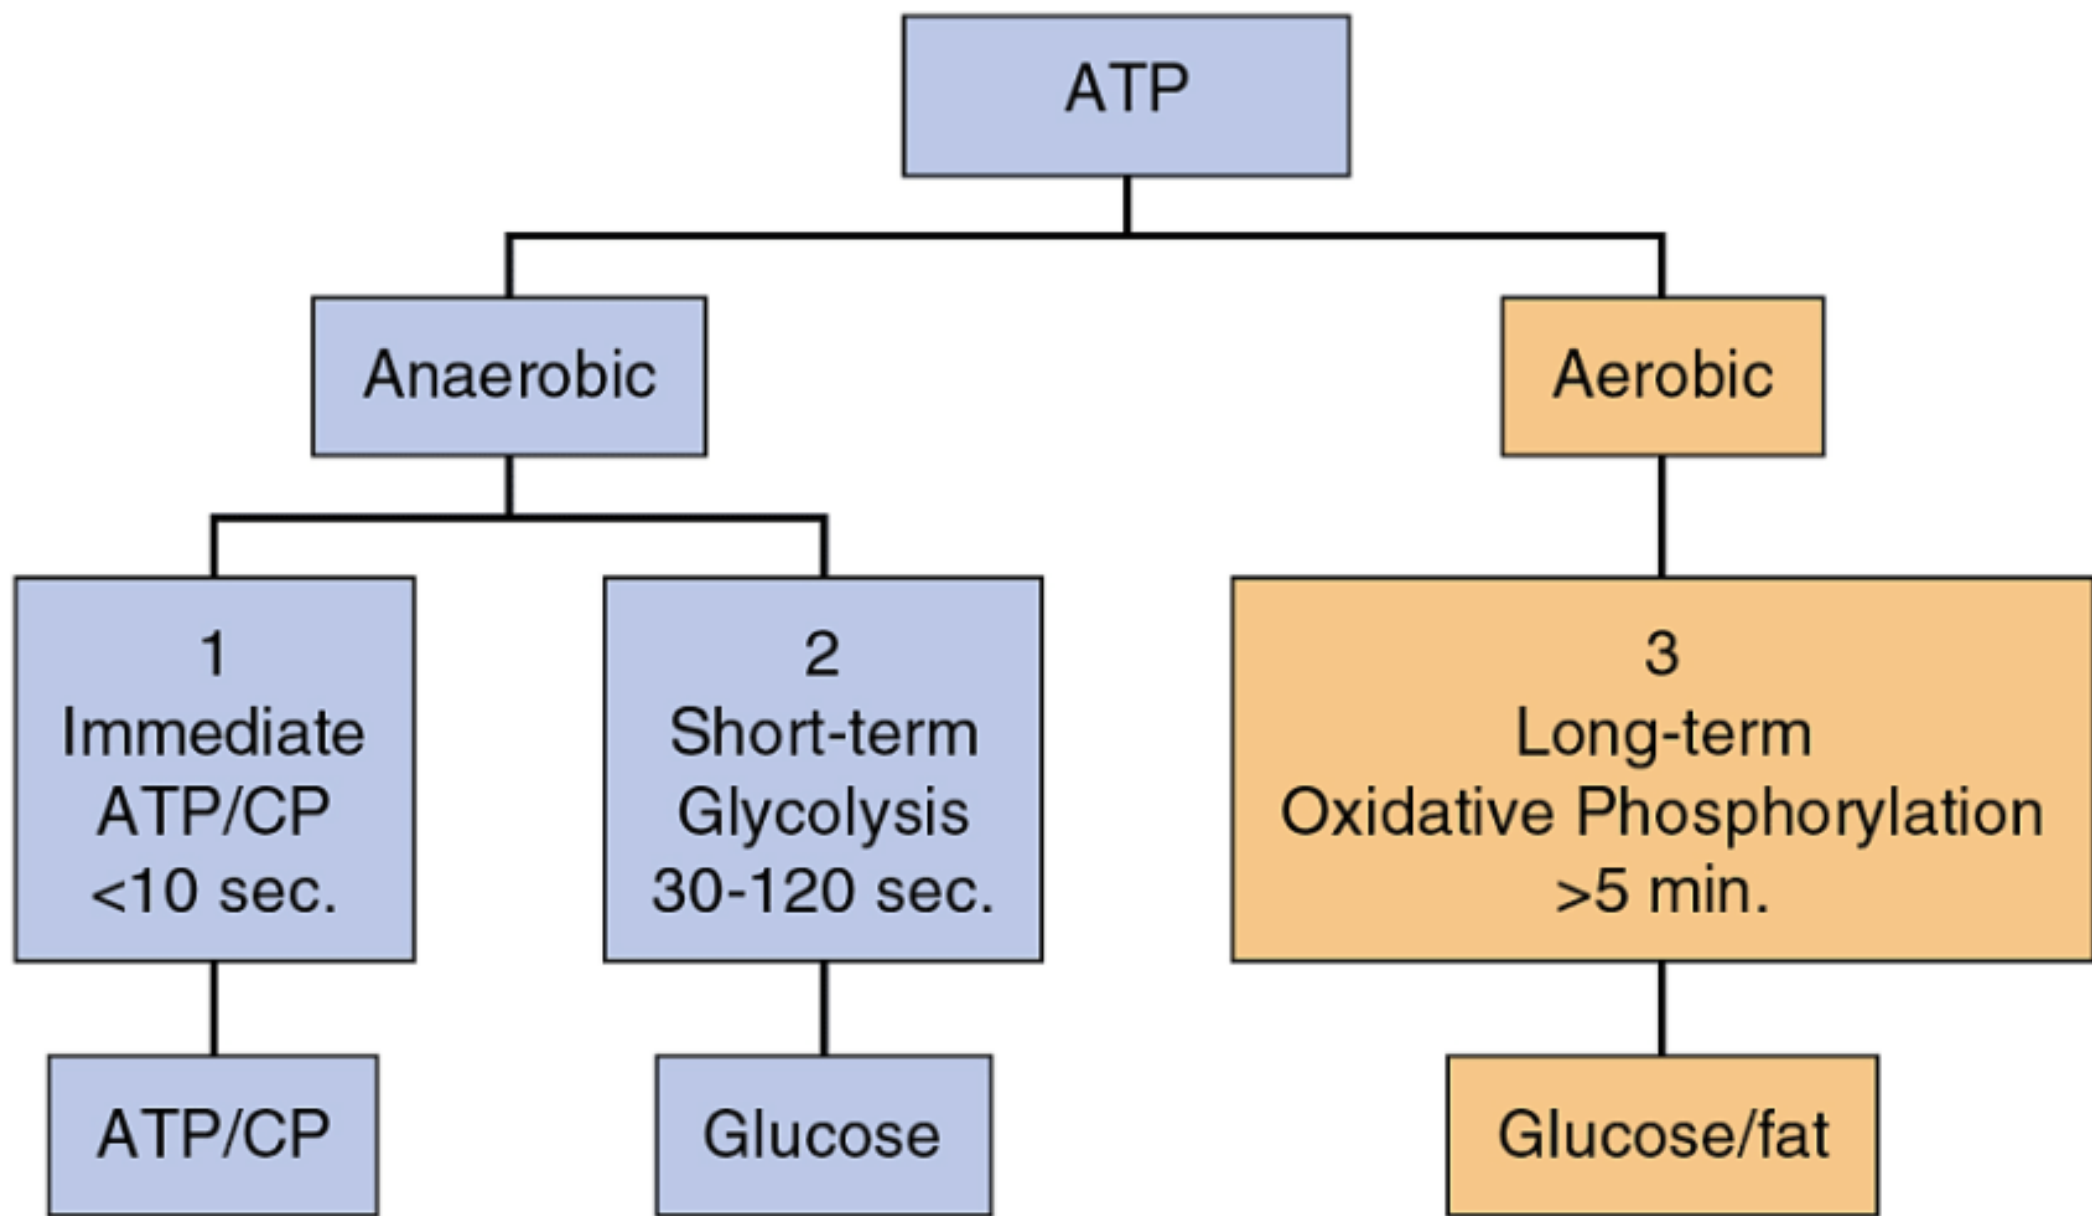 ATP
Anaerobic
Aerobic
1
Immediate
ATP/CP
<10 sec.
2
Short-term
Glycolysis
30-120 sec.
3
Long-term
Oxidative Phosphorylation
>5 min.
ATP/CP
Glucose
Glucose/fat